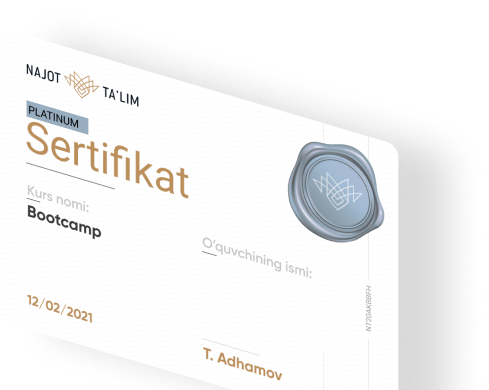 NAJOT TA'LIM
PLATINUM
Sertifikat
Kurs nomi:
Bootcamp
O'quvchining ismi:
12/02/2021
T. Adhamov